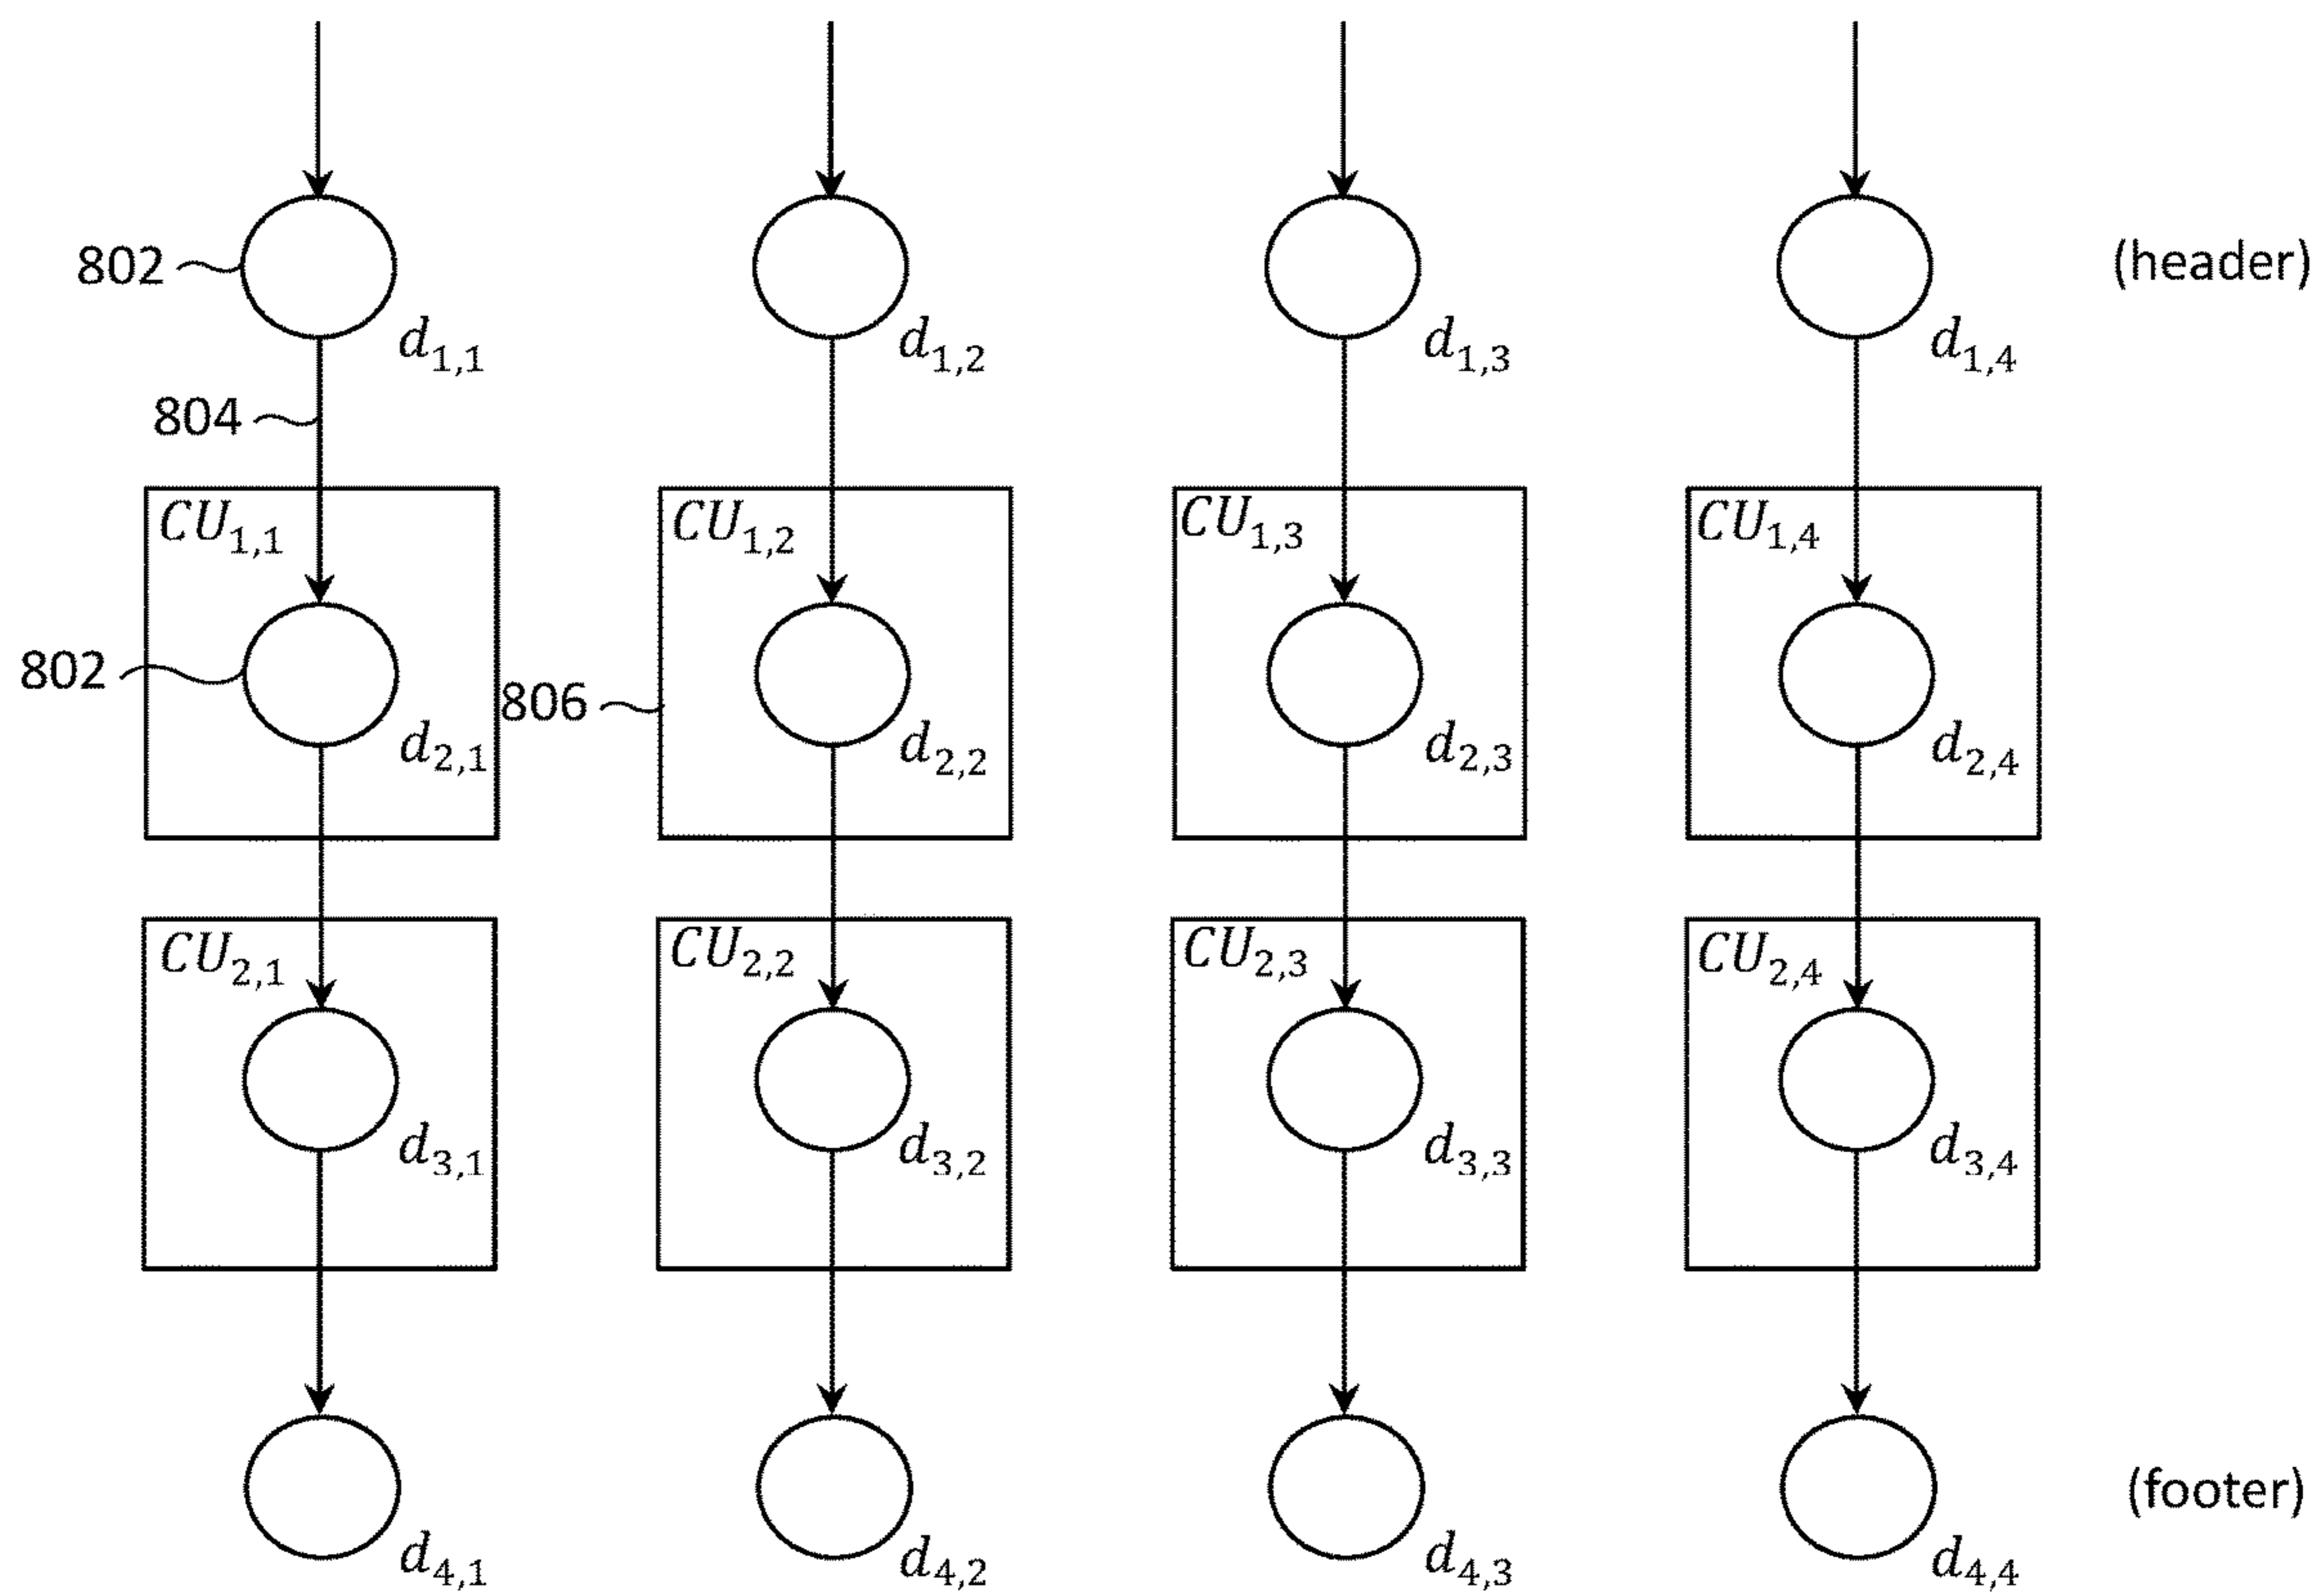 802 (header)
d1,1 d1,2 d1,3 d1,4
804
CU1,1 CU1,2 CU1,3 CU1,4
802 806
d2,1 d2,2 d2,3 d2,4
CU2,1 CU2,2 CU2,3 CU2,4
d3,1 d3,2 d3,3 d3,4
(footer)
d4,1 d4,2 d4,3 d4,4